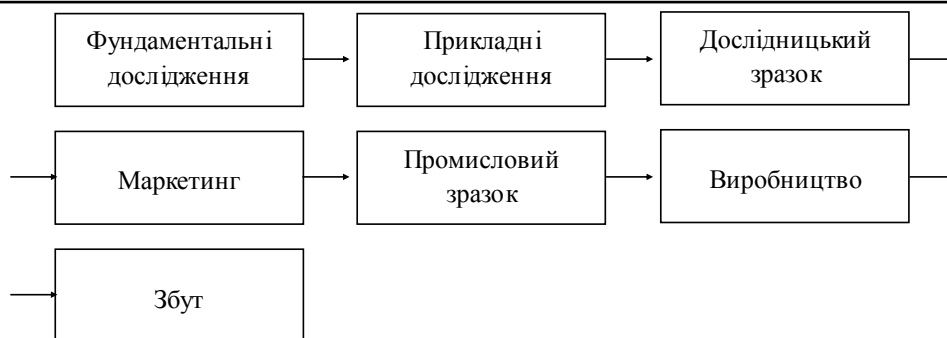 Фундаментальні
дослідження
Прикладні
дослідження
Дослідницький
зразок
Маркетинг
Промисловий
зразок
Виробництво
Збут